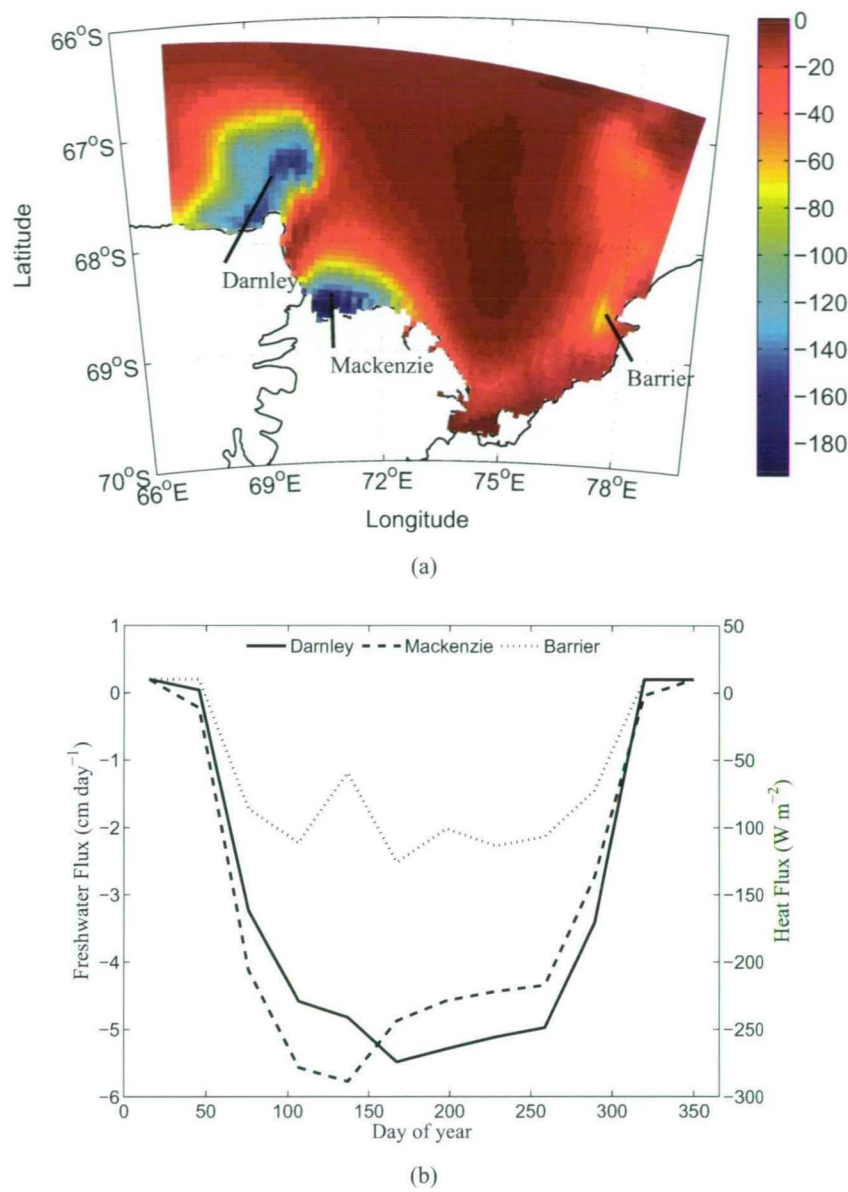 66°S
67°S
68°S
69°S
70°S
66°E
69°E
72°E
75°E
78°E
Latitude
Longitude
Darnley
Mackenzie
Barrier
0
−20
−40
−60
−80
−100
−120
−140
−160
−180
(a)
1
0
−1
−2
−3
−4
−5
−6
Freshwater Flux (cm day⁻¹)
Darnley Mackenzie Barrier
50
0
−50
−100
−150
−200
−250
−300
Heat Flux (W m⁻²)
0 50 100 150 200 250 300 350
Day of year
(b)